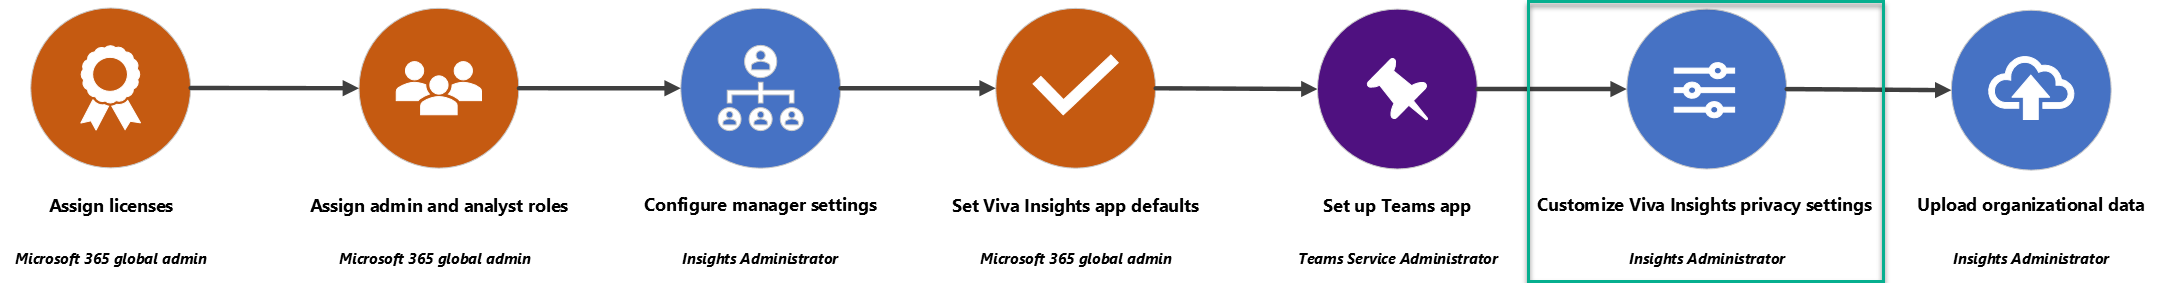 Assign licenses
Microsoft 365 global admin
Assign admin and analyst roles
Microsoft 365 global admin
Configure manager settings
Insights Administrator
Set Viva Insights app defaults
Microsoft 365 global admin
Set up Teams app
Teams Service Administrator
Customize Viva Insights privacy settings
Insights Administrator
Upload organizational data
Insights Administrator